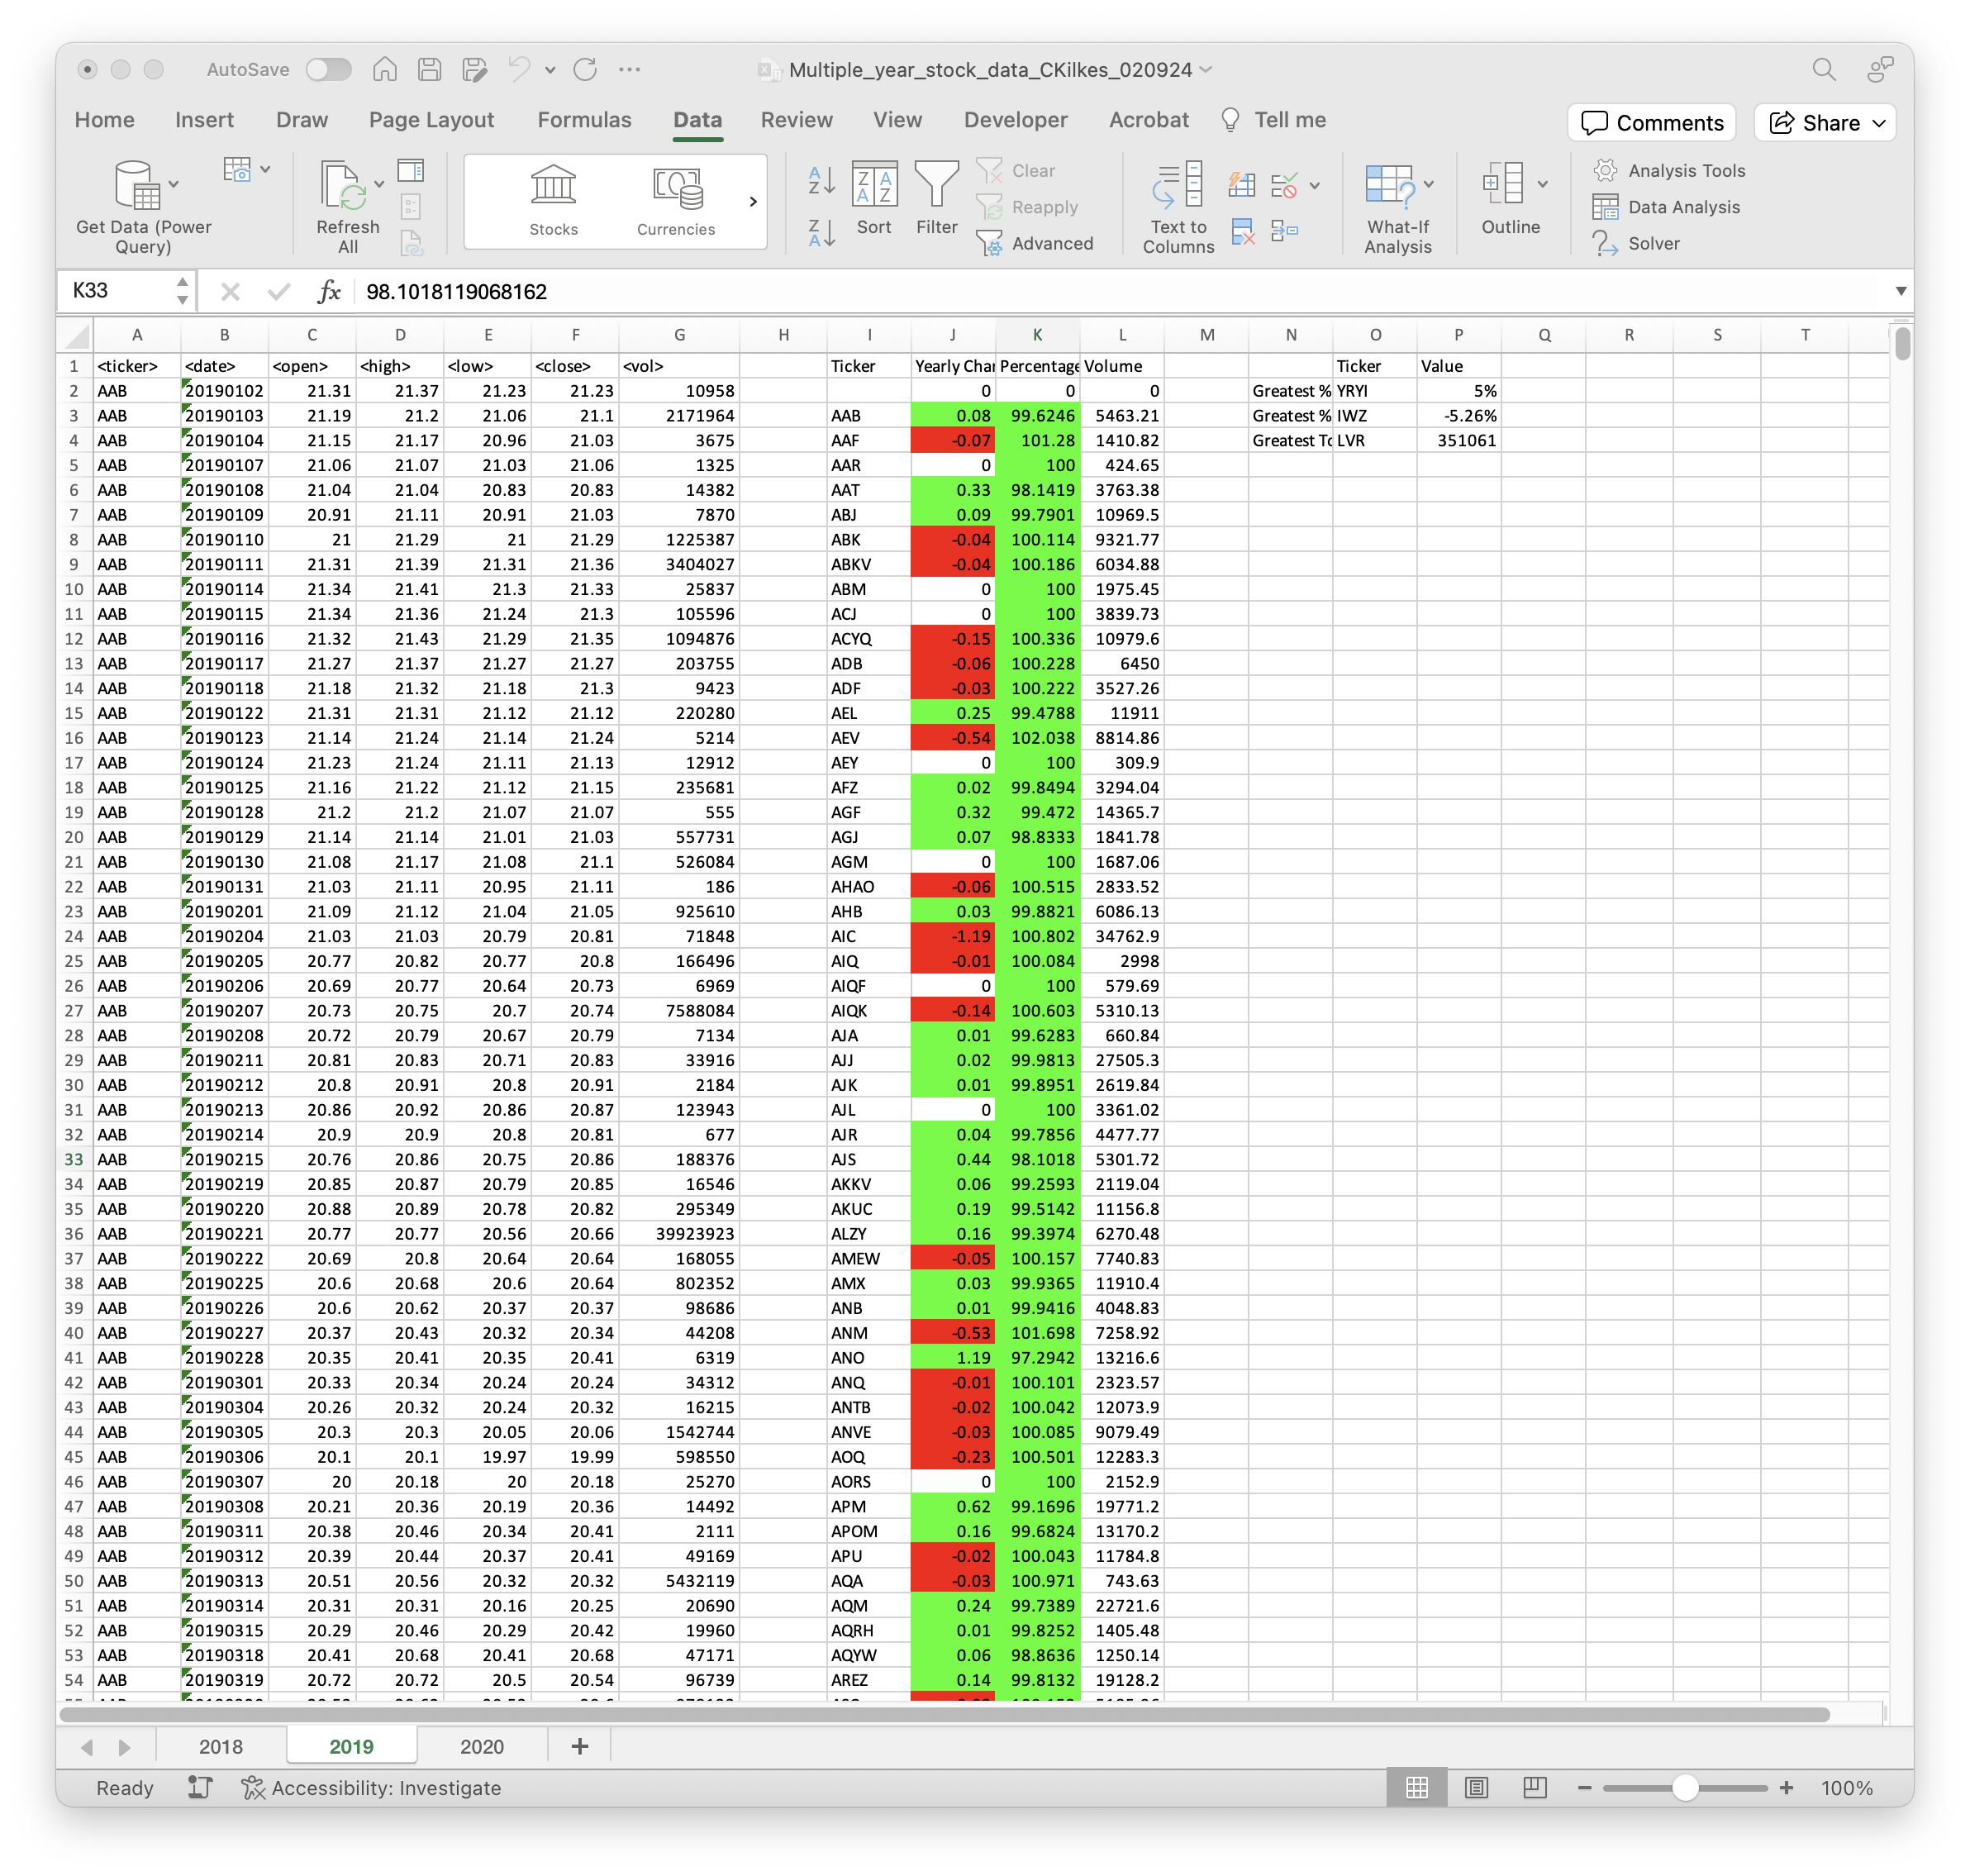 AutoSave Multiple_year_stock_data_CKilkes_020924
Home Insert Draw Page Layout Formulas Data Review View Developer Acrobat Tell me Comments Share
Get Data (Power Query) Refresh All Stocks Currencies Sort Filter Clear Reapply Advanced Text to Columns What-If Analysis Outline Analysis Tools Data Analysis Solver
K33 fx 98.1018119068162
A B C D E F G H I J K L M N O P Q R S T
1 <ticker> <date> <open> <high> <low> <close> <vol> Ticker Yearly Char Percentage Volume Ticker Value
2 AAB 20190102 21.31 21.37 21.23 21.23 10958 0 0 0 Greatest % YRYI 5%
3 AAB 20190103 21.19 21.2 21.06 21.1 2171964 AAB 0.08 99.6246 5463.21 Greatest % IWZ -5.26%
4 AAB 20190104 21.15 21.17 20.96 21.03 3675 AAF -0.07 101.28 1410.82 Greatest To LVR 351061
5 AAB 20190107 21.06 21.07 21.03 21.06 1325 AAR 0 100 424.65
6 AAB 20190108 21.04 21.04 20.83 20.83 14382 AAT 0.33 98.1419 3763.38
7 AAB 20190109 20.91 21.11 20.91 21.03 7870 ABJ 0.09 99.7901 10969.5
8 AAB 20190110 21 21.29 21 21.29 1225387 ABK -0.04 100.114 9321.77
9 AAB 20190111 21.31 21.39 21.31 21.36 3404027 ABKV -0.04 100.186 6034.88
10 AAB 20190114 21.34 21.41 21.3 21.33 25837 ABM 0 100 1975.45
11 AAB 20190115 21.34 21.36 21.24 21.3 105596 ACJ 0 100 3839.73
12 AAB 20190116 21.32 21.43 21.29 21.35 1094876 ACYQ -0.15 100.336 10979.6
13 AAB 20190117 21.27 21.37 21.27 21.27 203755 ADB -0.06 100.228 6450
14 AAB 20190118 21.18 21.32 21.18 21.3 9423 ADF -0.03 100.222 3527.26
15 AAB 20190122 21.31 21.31 21.12 21.12 220280 AEL 0.25 99.4788 11911
16 AAB 20190123 21.14 21.24 21.14 21.24 5214 AEV -0.54 102.038 8814.86
17 AAB 20190124 21.23 21.24 21.11 21.13 12912 AEY 0 100 309.9
18 AAB 20190125 21.16 21.22 21.12 21.15 235681 AFZ 0.02 99.8494 3294.04
19 AAB 20190128 21.2 21.2 21.07 21.07 555 AGF 0.32 99.472 14365.7
20 AAB 20190129 21.14 21.14 21.01 21.03 557731 AGJ 0.07 98.8333 1841.78
21 AAB 20190130 21.08 21.17 21.08 21.1 526084 AGM 0 100 1687.06
22 AAB 20190131 21.03 21.11 20.95 21.11 186 AHAO -0.06 100.515 2833.52
23 AAB 20190201 21.09 21.12 21.04 21.05 925610 AHB 0.03 99.8821 6086.13
24 AAB 20190204 21.03 21.03 20.79 20.81 71848 AIC -1.19 100.802 34762.9
25 AAB 20190205 20.77 20.82 20.77 20.8 166496 AIQ -0.01 100.084 2998
26 AAB 20190206 20.69 20.77 20.64 20.73 6969 AIQF 0 100 579.69
27 AAB 20190207 20.73 20.75 20.7 20.74 7588084 AIQK -0.14 100.603 5310.13
28 AAB 20190208 20.72 20.79 20.67 20.79 7134 AJA 0.01 99.6283 660.84
29 AAB 20190211 20.81 20.83 20.71 20.83 33916 AJJ 0.02 99.9813 27505.3
30 AAB 20190212 20.8 20.91 20.8 20.91 2184 AJK 0.01 99.8951 2619.84
31 AAB 20190213 20.86 20.92 20.86 20.87 123943 AJL 0 100 3361.02
32 AAB 20190214 20.9 20.9 20.8 20.81 677 AJR 0.04 99.7856 4477.77
33 AAB 20190215 20.76 20.86 20.75 20.86 188376 AJS 0.44 98.1018 5301.72
34 AAB 20190219 20.85 20.87 20.79 20.85 16546 AKKV 0.06 99.2593 2119.04
35 AAB 20190220 20.88 20.89 20.78 20.82 295349 AKUC 0.19 99.5142 11156.8
36 AAB 20190221 20.77 20.77 20.56 20.66 39923923 ALZY 0.16 99.3974 6270.48
37 AAB 20190222 20.69 20.8 20.64 20.64 168055 AMEW -0.05 100.157 7740.83
38 AAB 20190225 20.6 20.68 20.6 20.64 802352 AMX 0.03 99.9365 11910.4
39 AAB 20190226 20.6 20.62 20.37 20.37 98686 ANB 0.01 99.9416 4048.83
40 AAB 20190227 20.37 20.43 20.32 20.34 44208 ANM -0.53 101.698 7258.92
41 AAB 20190228 20.35 20.41 20.35 20.41 6319 ANO 1.19 97.2942 13216.6
42 AAB 20190301 20.33 20.34 20.24 20.24 34312 ANQ -0.01 100.101 2323.57
43 AAB 20190304 20.26 20.32 20.24 20.32 16215 ANTB -0.02 100.042 12073.9
44 AAB 20190305 20.3 20.3 20.05 20.06 1542744 ANVE -0.03 100.085 9079.49
45 AAB 20190306 20.1 20.1 19.97 19.99 598550 AOQ -0.23 100.501 12283.3
46 AAB 20190307 20 20.18 20 20.18 25270 AORS 0 100 2152.9
47 AAB 20190308 20.21 20.36 20.19 20.36 14492 APM 0.62 99.1696 19771.2
48 AAB 20190311 20.38 20.46 20.34 20.41 2111 APOM 0.16 99.6824 13170.2
49 AAB 20190312 20.39 20.44 20.37 20.41 49169 APU -0.02 100.043 11784.8
50 AAB 20190313 20.51 20.56 20.32 20.32 5432119 AQA -0.03 100.971 743.63
51 AAB 20190314 20.31 20.31 20.16 20.25 20690 AQM 0.24 99.7389 22721.6
52 AAB 20190315 20.29 20.46 20.29 20.42 19960 AQRH 0.01 99.8252 1405.48
53 AAB 20190318 20.41 20.68 20.41 20.68 47171 AQYW 0.06 98.8636 1250.14
54 AAB 20190319 20.72 20.72 20.5 20.54 96739 AREZ 0.14 99.8132 19128.2
2018 2019 2020
Ready Accessibility: Investigate 100%